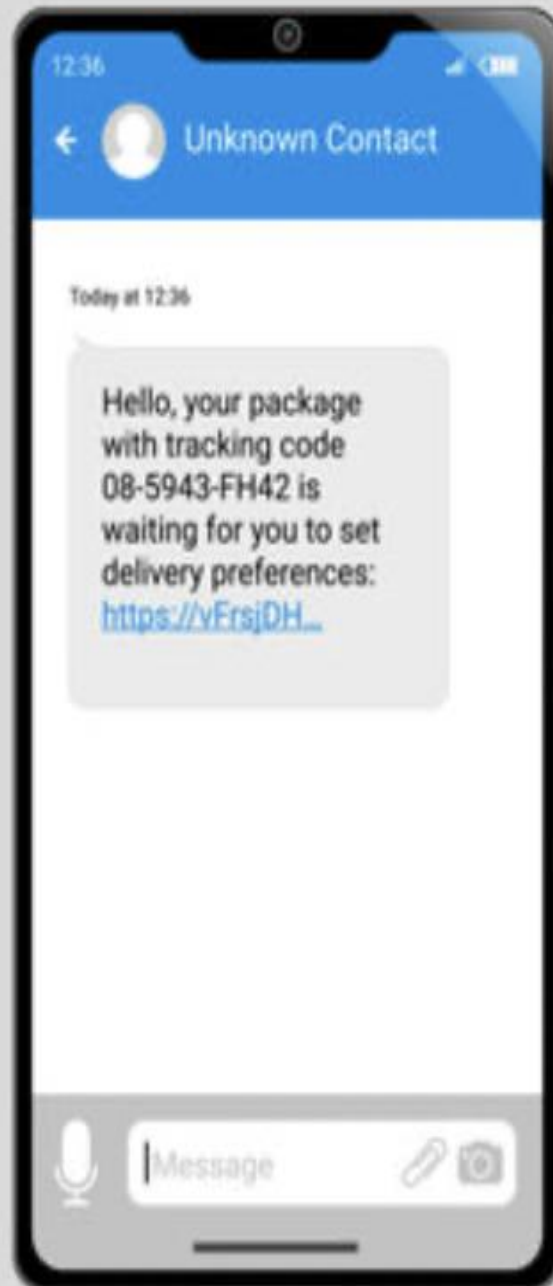 12:36
Unknown Contact
Today at 12:36
Hello, your package
with tracking code
08-5943-FH42 is
waiting for you to set
delivery preferences:
https://vFrsjDH...
Message